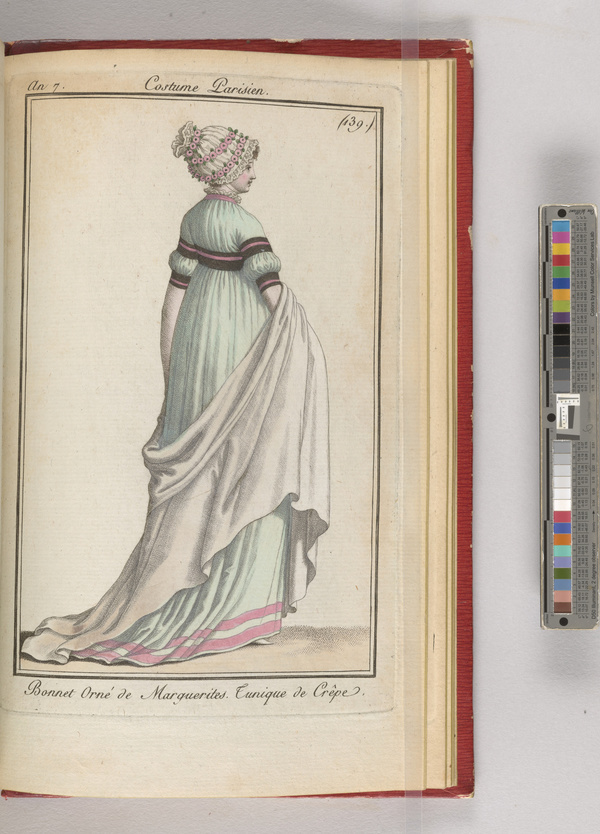 An 7.
Costume Parisien.
(139.)
Bonnet Orné de Marguerites. Tunique de Crêpe.